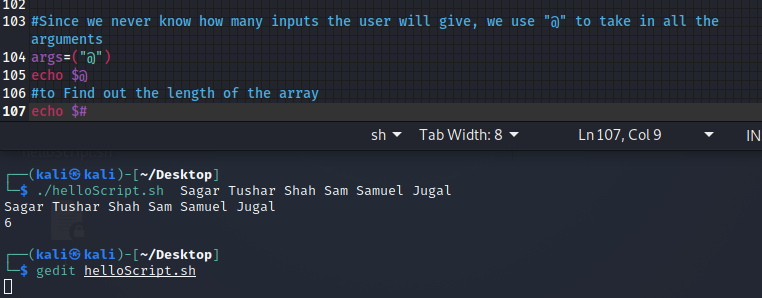 102
103 #Since we never know how many inputs the user will give, we use "@" to take in all the
arguments
104 args=("@")
105 echo $@
106 #to Find out the length of the array
107 echo $#
sh Tab Width: 8 Ln 107, Col 9 IN
(kali㉿kali)-[~/Desktop]
$ ./helloScript.sh Sagar Tushar Shah Sam Samuel Jugal
Sagar Tushar Shah Sam Samuel Jugal
6
(kali㉿kali)-[~/Desktop]
$ gedit helloScript.sh